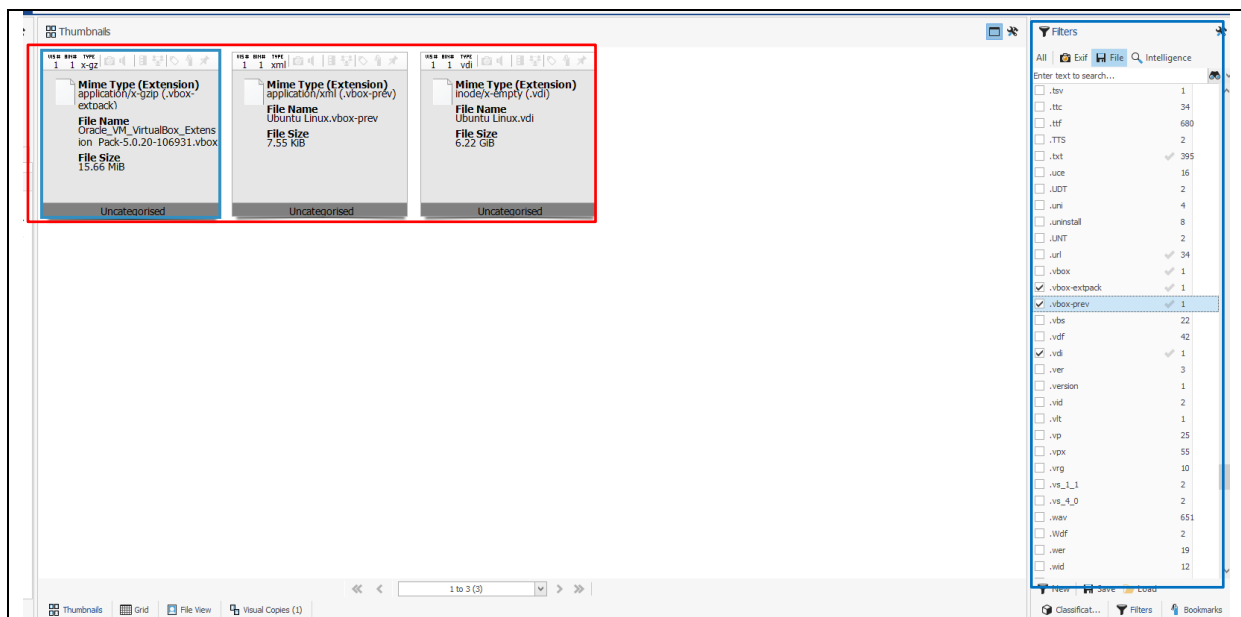 Thumbnails
VIS# BIN# TYPE
1 1 x-gz
Mime Type (Extension)
application/x-gzip (.vbox-
extpack)
File Name
Oracle_VM_VirtualBox_Extens
ion_Pack-5.0.20-106931.vbox
File Size
15.66 MiB
Uncategorised
VIS# BIN# TYPE
1 1 xml
Mime Type (Extension)
application/xml (.vbox-prev)
File Name
Ubuntu Linux.vbox-prev
File Size
7.55 KiB
Uncategorised
VIS# BIN# TYPE
1 1 vdi
Mime Type (Extension)
inode/x-empty (.vdi)
File Name
Ubuntu Linux.vdi
File Size
6.22 GiB
Uncategorised
1 to 3 (3)
Thumbnails Grid File View Visual Copies (1)
Filters
All Exif File Intelligence
Enter text to search...
.tsv 1
.ttc 34
.ttf 680
.TTS 2
.txt 395
.uce 16
.UDT 2
.uni 4
.uninstall 8
.UNT 2
.url 34
.vbox 1
.vbox-extpack 1
.vbox-prev 1
.vbs 22
.vdf 42
.vdi 1
.ver 3
.version 1
.vid 2
.vlt 1
.vp 25
.vpx 55
.vrg 10
.vs_1_1 2
.vs_4_0 2
.wav 651
.Wdf 2
.wer 19
.wid 12
New Save Load
Classificat... Filters Bookmarks